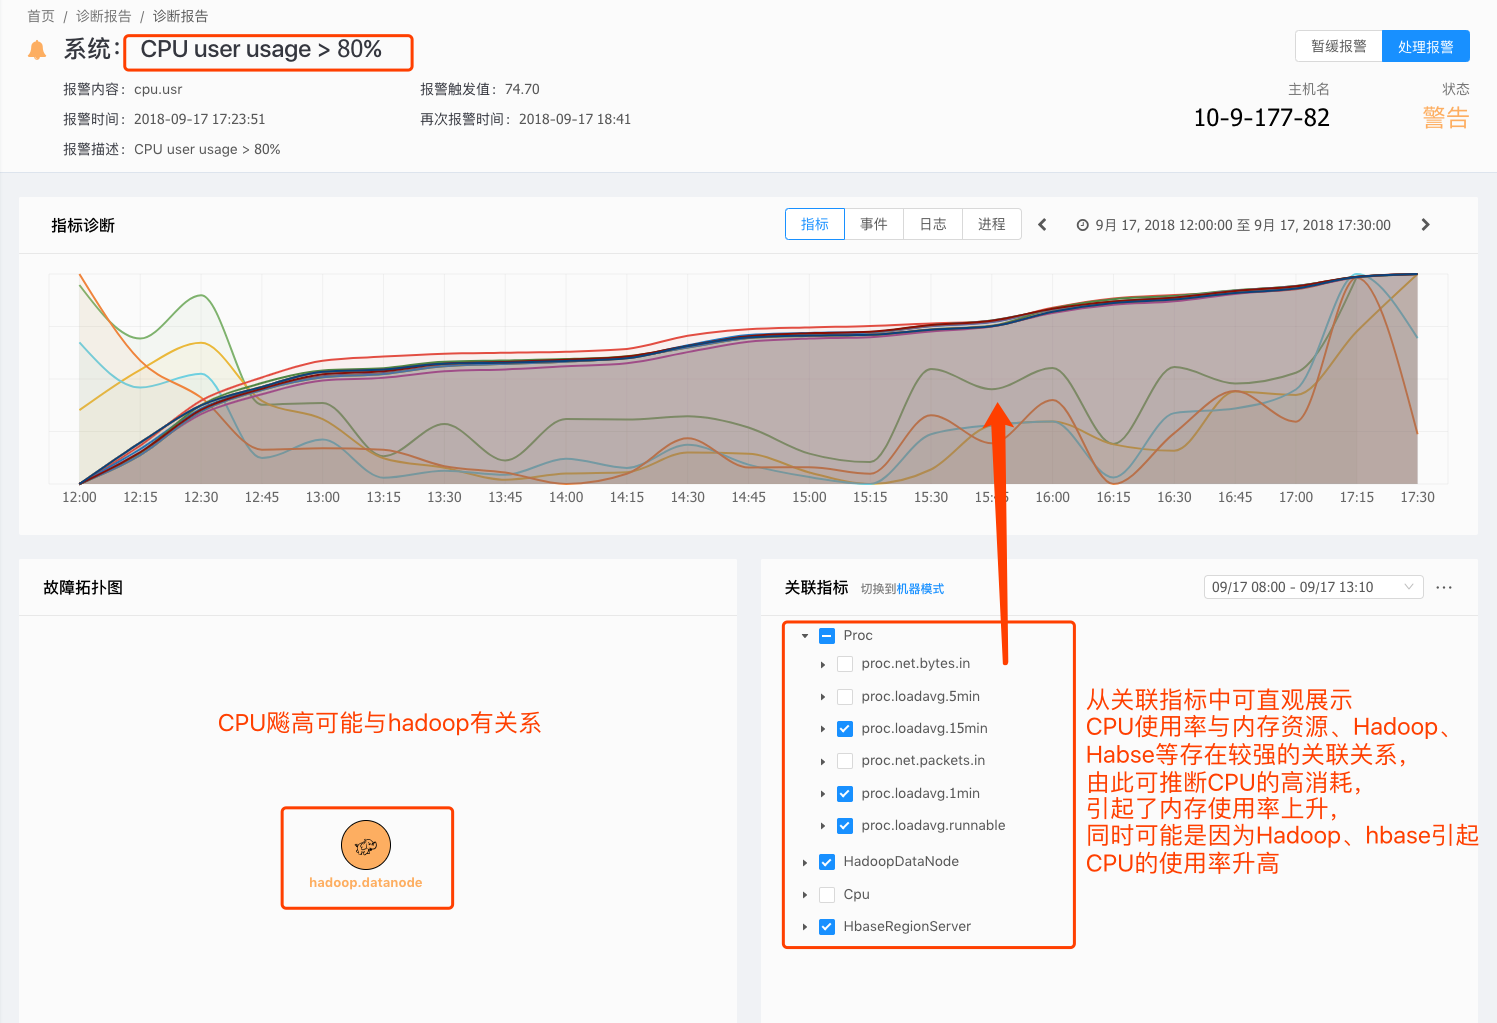 首页 / 诊断报告 / 诊断报告
系统：CPU user usage > 80%
暂缓报警 处理报警
报警内容：cpu.usr
报警触发值：74.70
主机名 状态
报警时间：2018-09-17 17:23:51
再次报警时间：2018-09-17 18:41
10-9-177-82 警告
报警描述：CPU user usage > 80%
指标诊断
指标 事件 日志 进程
9月 17, 2018 12:00:00 至 9月 17, 2018 17:30:00
12:00 12:15 12:30 12:45 13:00 13:15 13:30 13:45 14:00 14:15 14:30 14:45 15:00 15:15 15:30 15:45 16:00 16:15 16:30 16:45 17:00 17:15 17:30
故障拓扑图
CPU飚高可能与hadoop有关系
hadoop.datanode
关联指标 切换到机器模式
09/17 08:00 - 09/17 13:10 ···
Proc
proc.net.bytes.in
proc.loadavg.5min
proc.loadavg.15min
proc.net.packets.in
proc.loadavg.1min
proc.loadavg.runnable
HadoopDataNode
Cpu
HbaseRegionServer
从关联指标中可直观展示
CPU使用率与内存资源、Hadoop、
Habse等存在较强的关联关系，
由此可推断CPU的高消耗，
引起了内存使用率上升，
同时可能是因为Hadoop、hbase引起
CPU的使用率升高